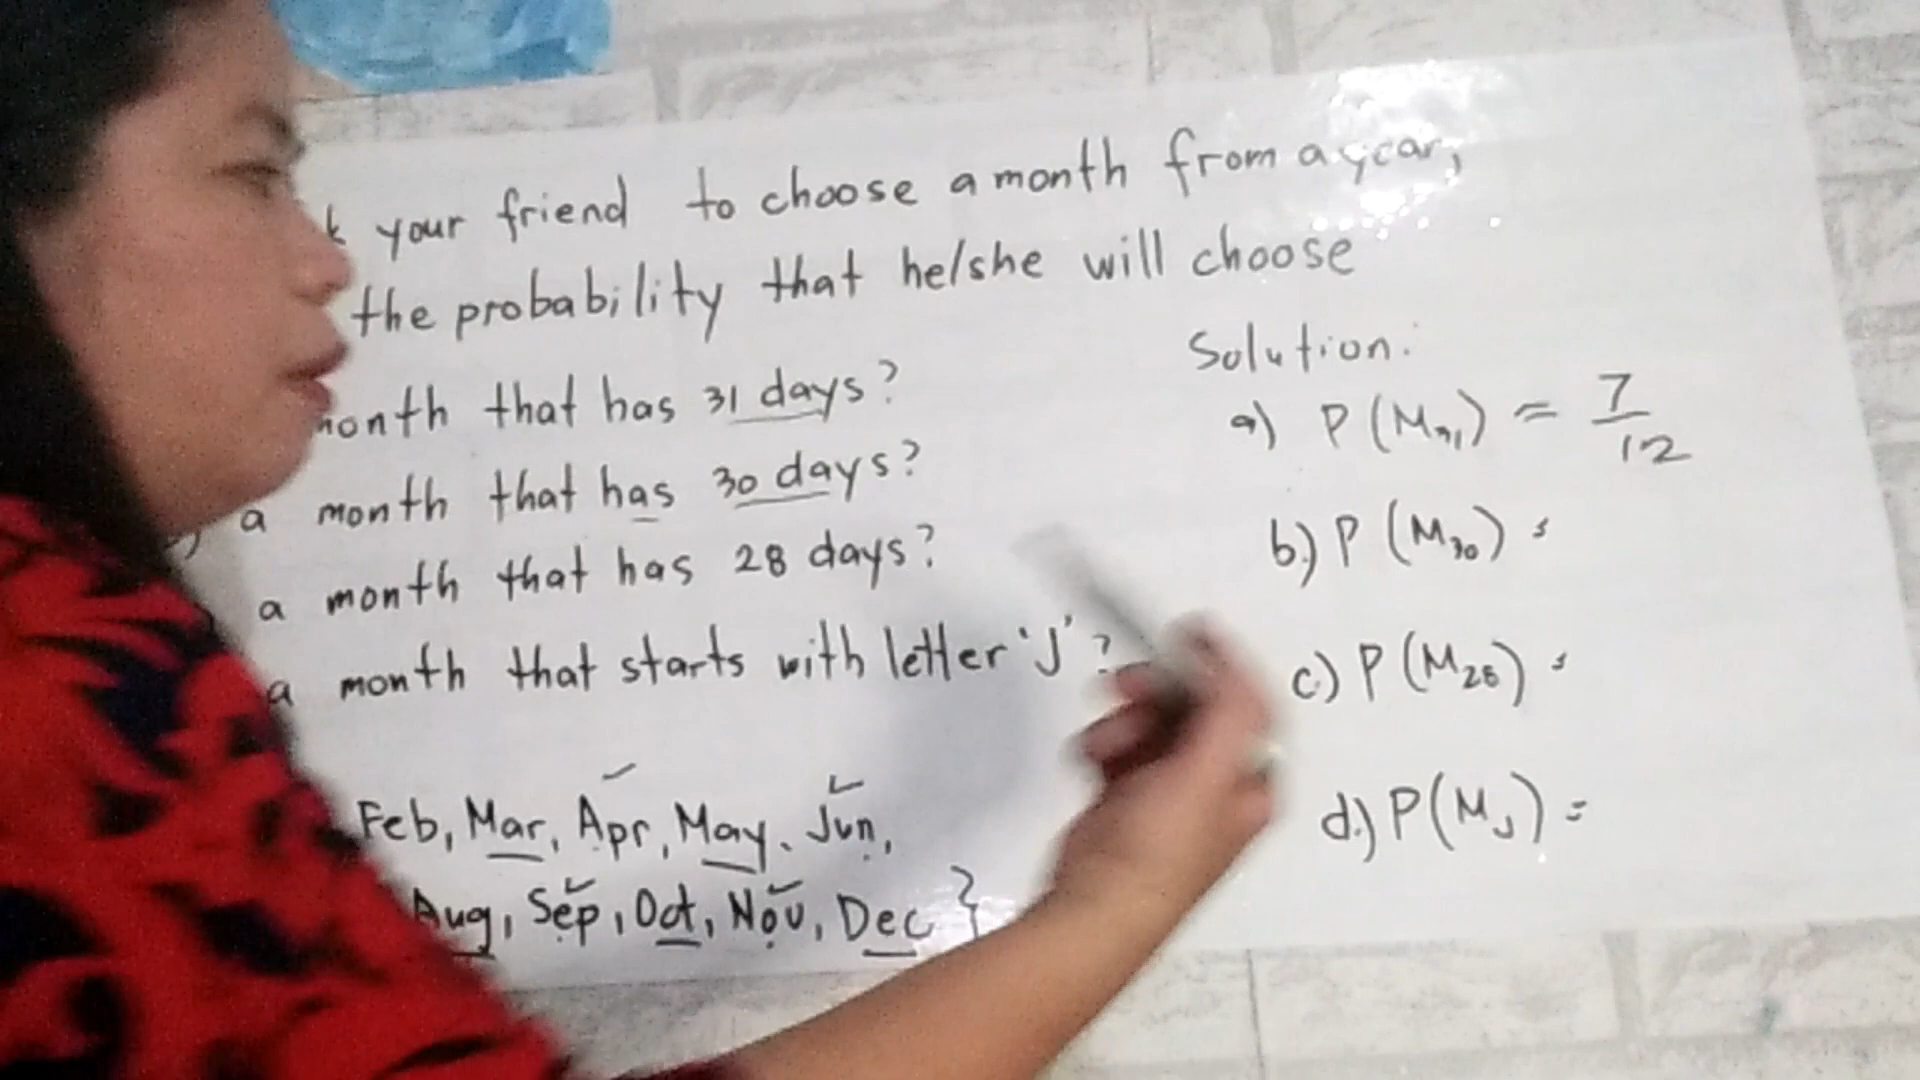 your friend to choose a month from a year,
the probability that he/she will choose
Solution:
month that has 31 days?
a) P(M31) = 7/12
a month that has 30 days?
b.) P(M30) =
a month that has 28 days?
c.) P(M28) =
a month that starts with letter 'J'?
d.) P(MJ) =
Feb, Mar, Apr, May, Jun,
Aug, Sep, Oct, Nov, Dec }